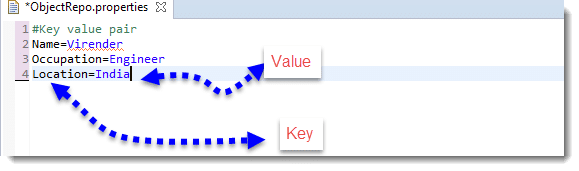 *ObjectRepo.properties
1 #Key value pair
2 Name=Virender
3 Occupation=Engineer
4 Location=India
Value
Key